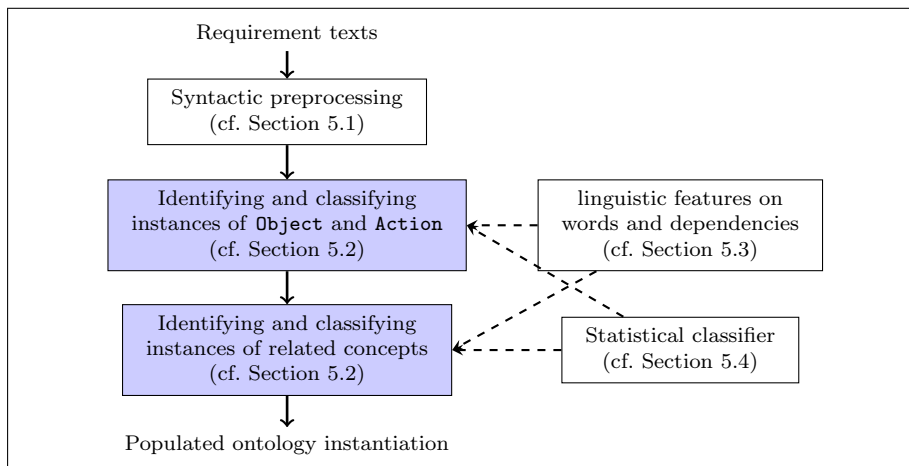 Requirement texts
Syntactic preprocessing
(cf. Section 5.1)
Identifying and classifying
instances of Object and Action
(cf. Section 5.2)
linguistic features on
words and dependencies
(cf. Section 5.3)
Identifying and classifying
instances of related concepts
(cf. Section 5.2)
Statistical classifier
(cf. Section 5.4)
Populated ontology instantiation